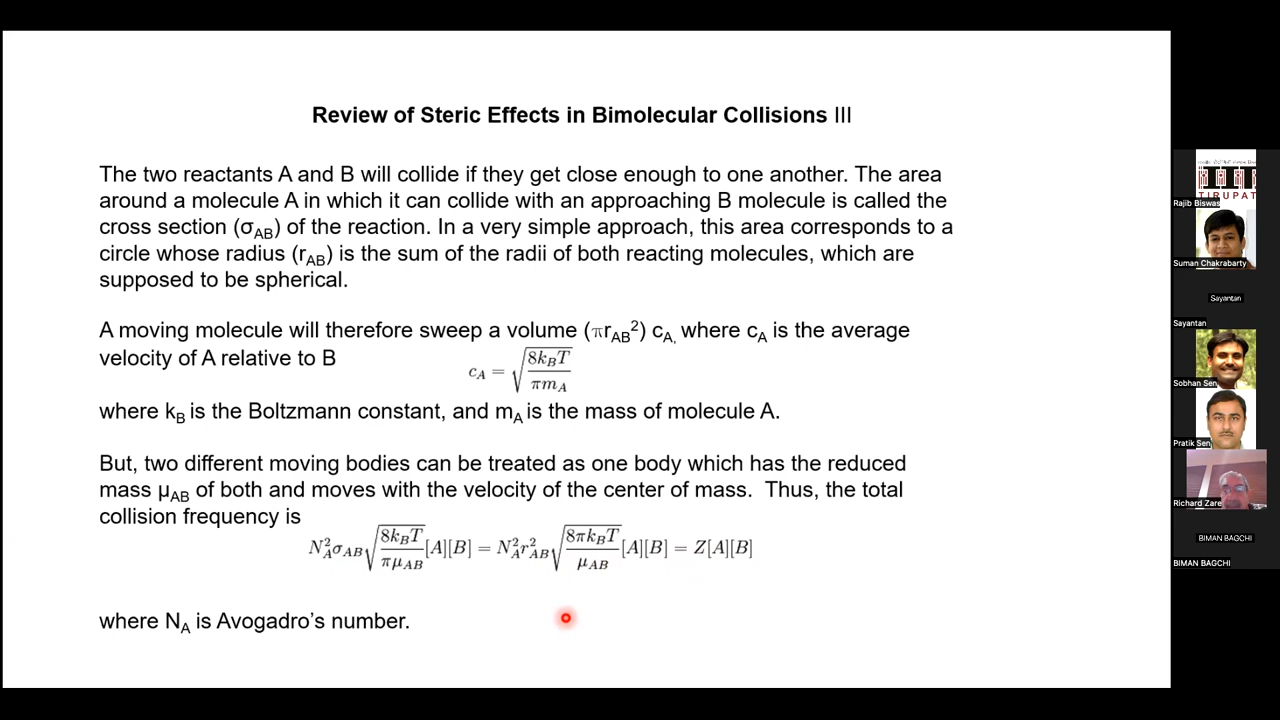 Review of Steric Effects in Bimolecular Collisions III
The two reactants A and B will collide if they get close enough to one another. The area
around a molecule A in which it can collide with an approaching B molecule is called the
cross section (σAB) of the reaction. In a very simple approach, this area corresponds to a
circle whose radius (rAB) is the sum of the radii of both reacting molecules, which are
supposed to be spherical.
A moving molecule will therefore sweep a volume (πrAB²) cA, where cA is the average
velocity of A relative to B
cA = √(8kBT/πmA)
where kB is the Boltzmann constant, and mA is the mass of molecule A.
But, two different moving bodies can be treated as one body which has the reduced
mass μAB of both and moves with the velocity of the center of mass. Thus, the total
collision frequency is
N²A σAB √(8kBT/πμAB) [A][B] = N²A r²AB √(8πkBT/μAB) [A][B] = Z[A][B]
where NA is Avogadro's number.
TIRUPAT
Rajib Biswas
Suman Chakrabarty
Sayantan
Sayantan
Sobhan Sen
Pratik Sen
Richard Zare
BIMAN BAGCHI
BIMAN BAGCHI